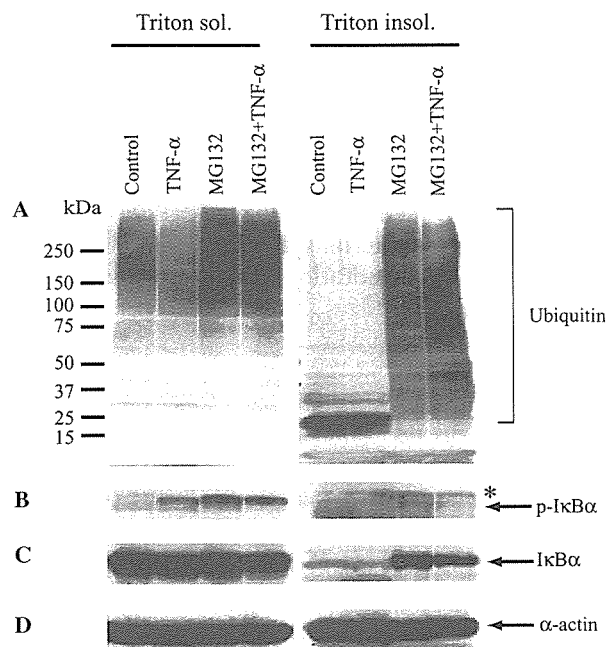 Triton sol. Triton insol.
Control TNF-α MG132 MG132+TNF-α Control TNF-α MG132 MG132+TNF-α
A kDa
250
150
100
75
50
37
25
15
Ubiquitin
B * p-IκBα
C IκBα
D α-actin